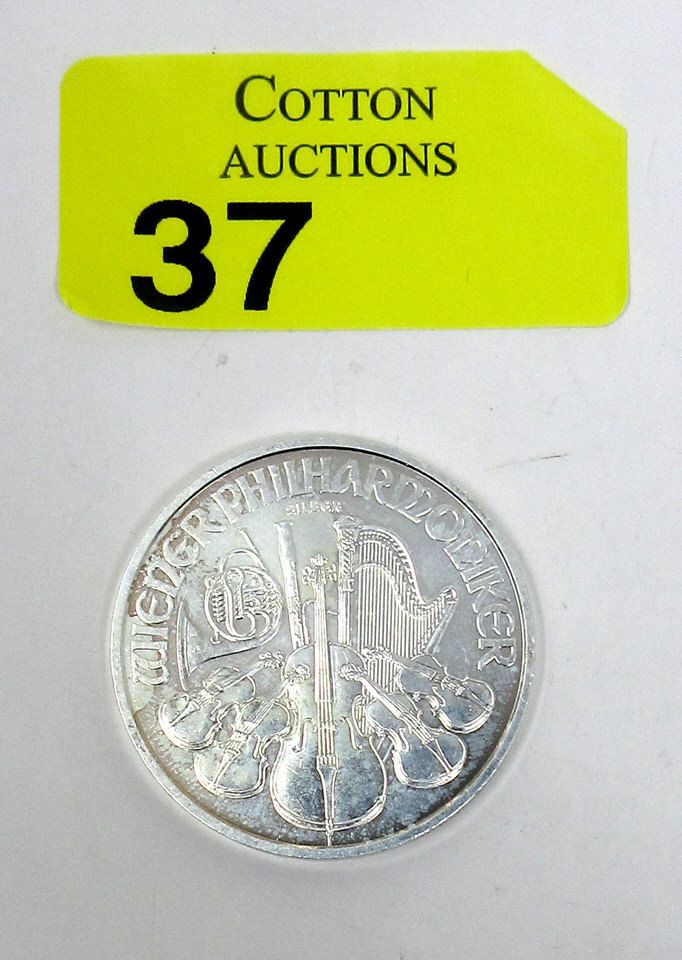 COTTON
AUCTIONS
37
WIENER PHILHARMONIKER
SILBER